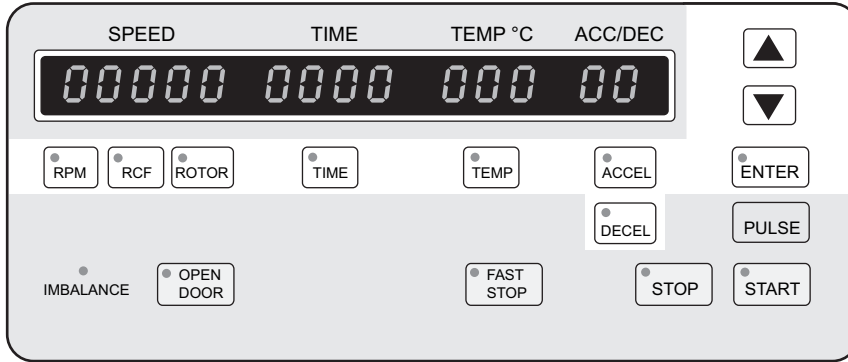 SPEED TIME TEMP °C ACC/DEC
00000 0000 000 00
RPM RCF ROTOR TIME TEMP ACCEL ENTER
DECEL PULSE
IMBALANCE OPEN DOOR FAST STOP STOP START